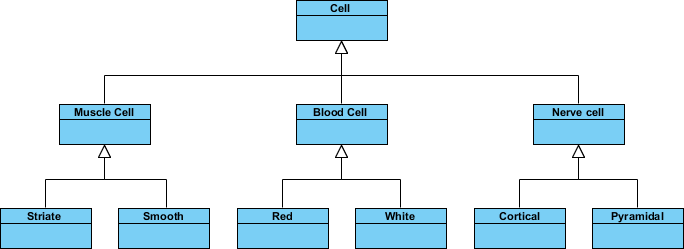 Cell
Muscle Cell
Blood Cell
Nerve cell
Striate
Smooth
Red
White
Cortical
Pyramidal